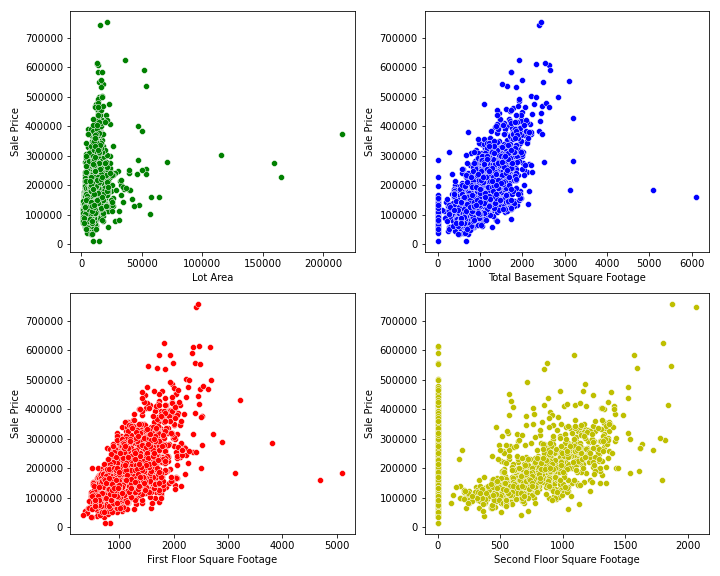 700000
600000
500000
400000
300000
200000
100000
0
Sale Price
0 50000 100000 150000 200000
Lot Area
700000
600000
500000
400000
300000
200000
100000
0
Sale Price
0 1000 2000 3000 4000 5000 6000
Total Basement Square Footage
700000
600000
500000
400000
300000
200000
100000
0
Sale Price
1000 2000 3000 4000 5000
First Floor Square Footage
700000
600000
500000
400000
300000
200000
100000
0
Sale Price
0 500 1000 1500 2000
Second Floor Square Footage